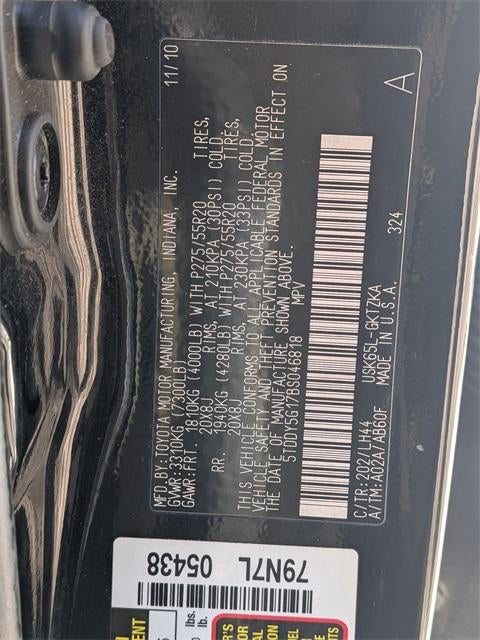 MFD.BY:TOYOTA MOTOR MANUFACTURING, INDIANA, INC. 11/10
GVWR:3310KG (7300LB)
GAWR:FRT. 1810KG (4000LB) WITH P275/55R20 TIRES,
20X8J RIMS, AT 210KPA (30PSI) COLD.
RR. 1940KG (4280LB) WITH P275/55R20 TIRES,
20X8J RIMS, AT 230KPA (33PSI) COLD.
THIS VEHICLE CONFORMS TO ALL APPLICABLE FEDERAL MOTOR
VEHICLE SAFETY AND THEFT PREVENTION STANDARDS IN EFFECT ON
DATE OF MANUFACTURE SHOWN ABOVE.
5TDDY5G17BS046818 MPV
C/TR:202/LH44 USK65L-GKTZKA
A/TM:A02A/AB60F MADE IN U.S.A. 324 A
79N7L 05438
lbs.
lb.